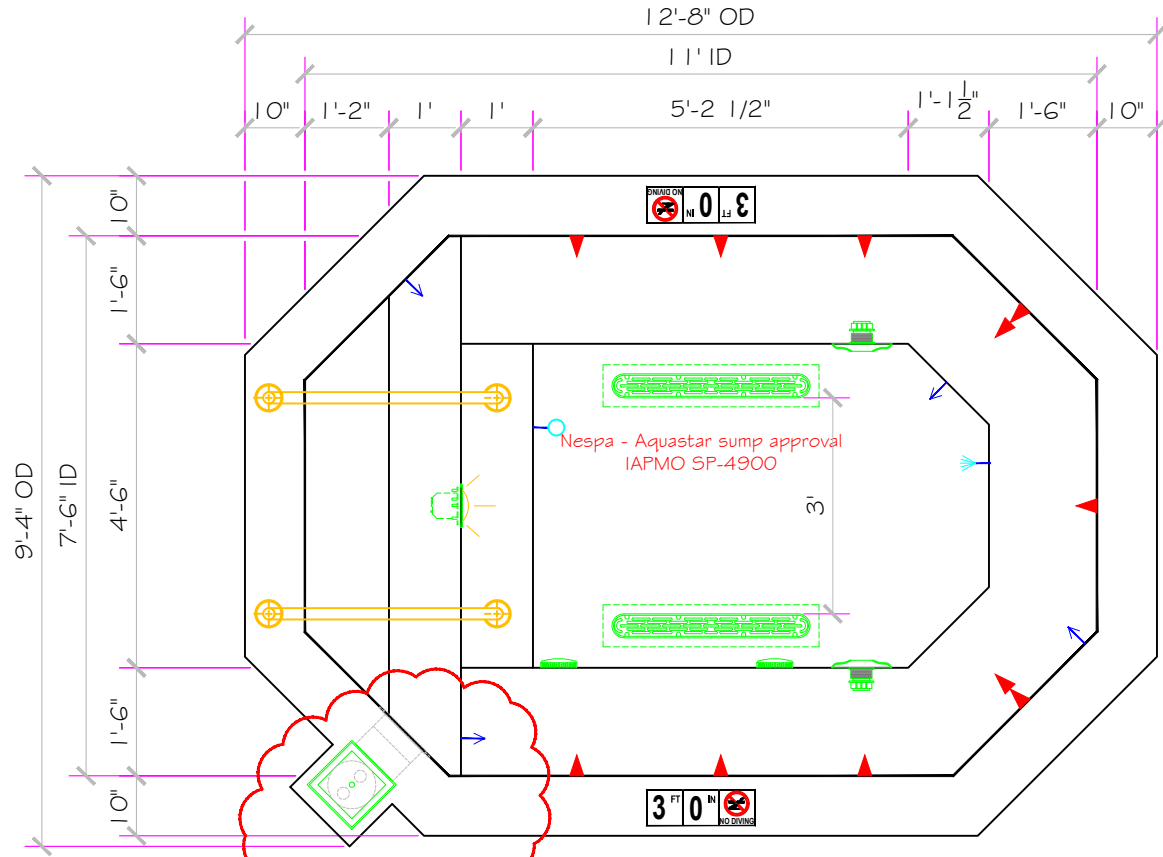 12'-8" OD
11' ID
10" 1'-2" 1' 1' 5'-2 1/2" 1'-1 1/2" 1'-6" 10"
NO DIVING 0 IN 3 FT
10"
1'-6"
4'-6"
1'-6"
10"
7'-6" ID
9'-4" OD
Nespa - Aquastar sump approval
IAPMO SP-4900
3'
3 FT 0 IN NO DIVING